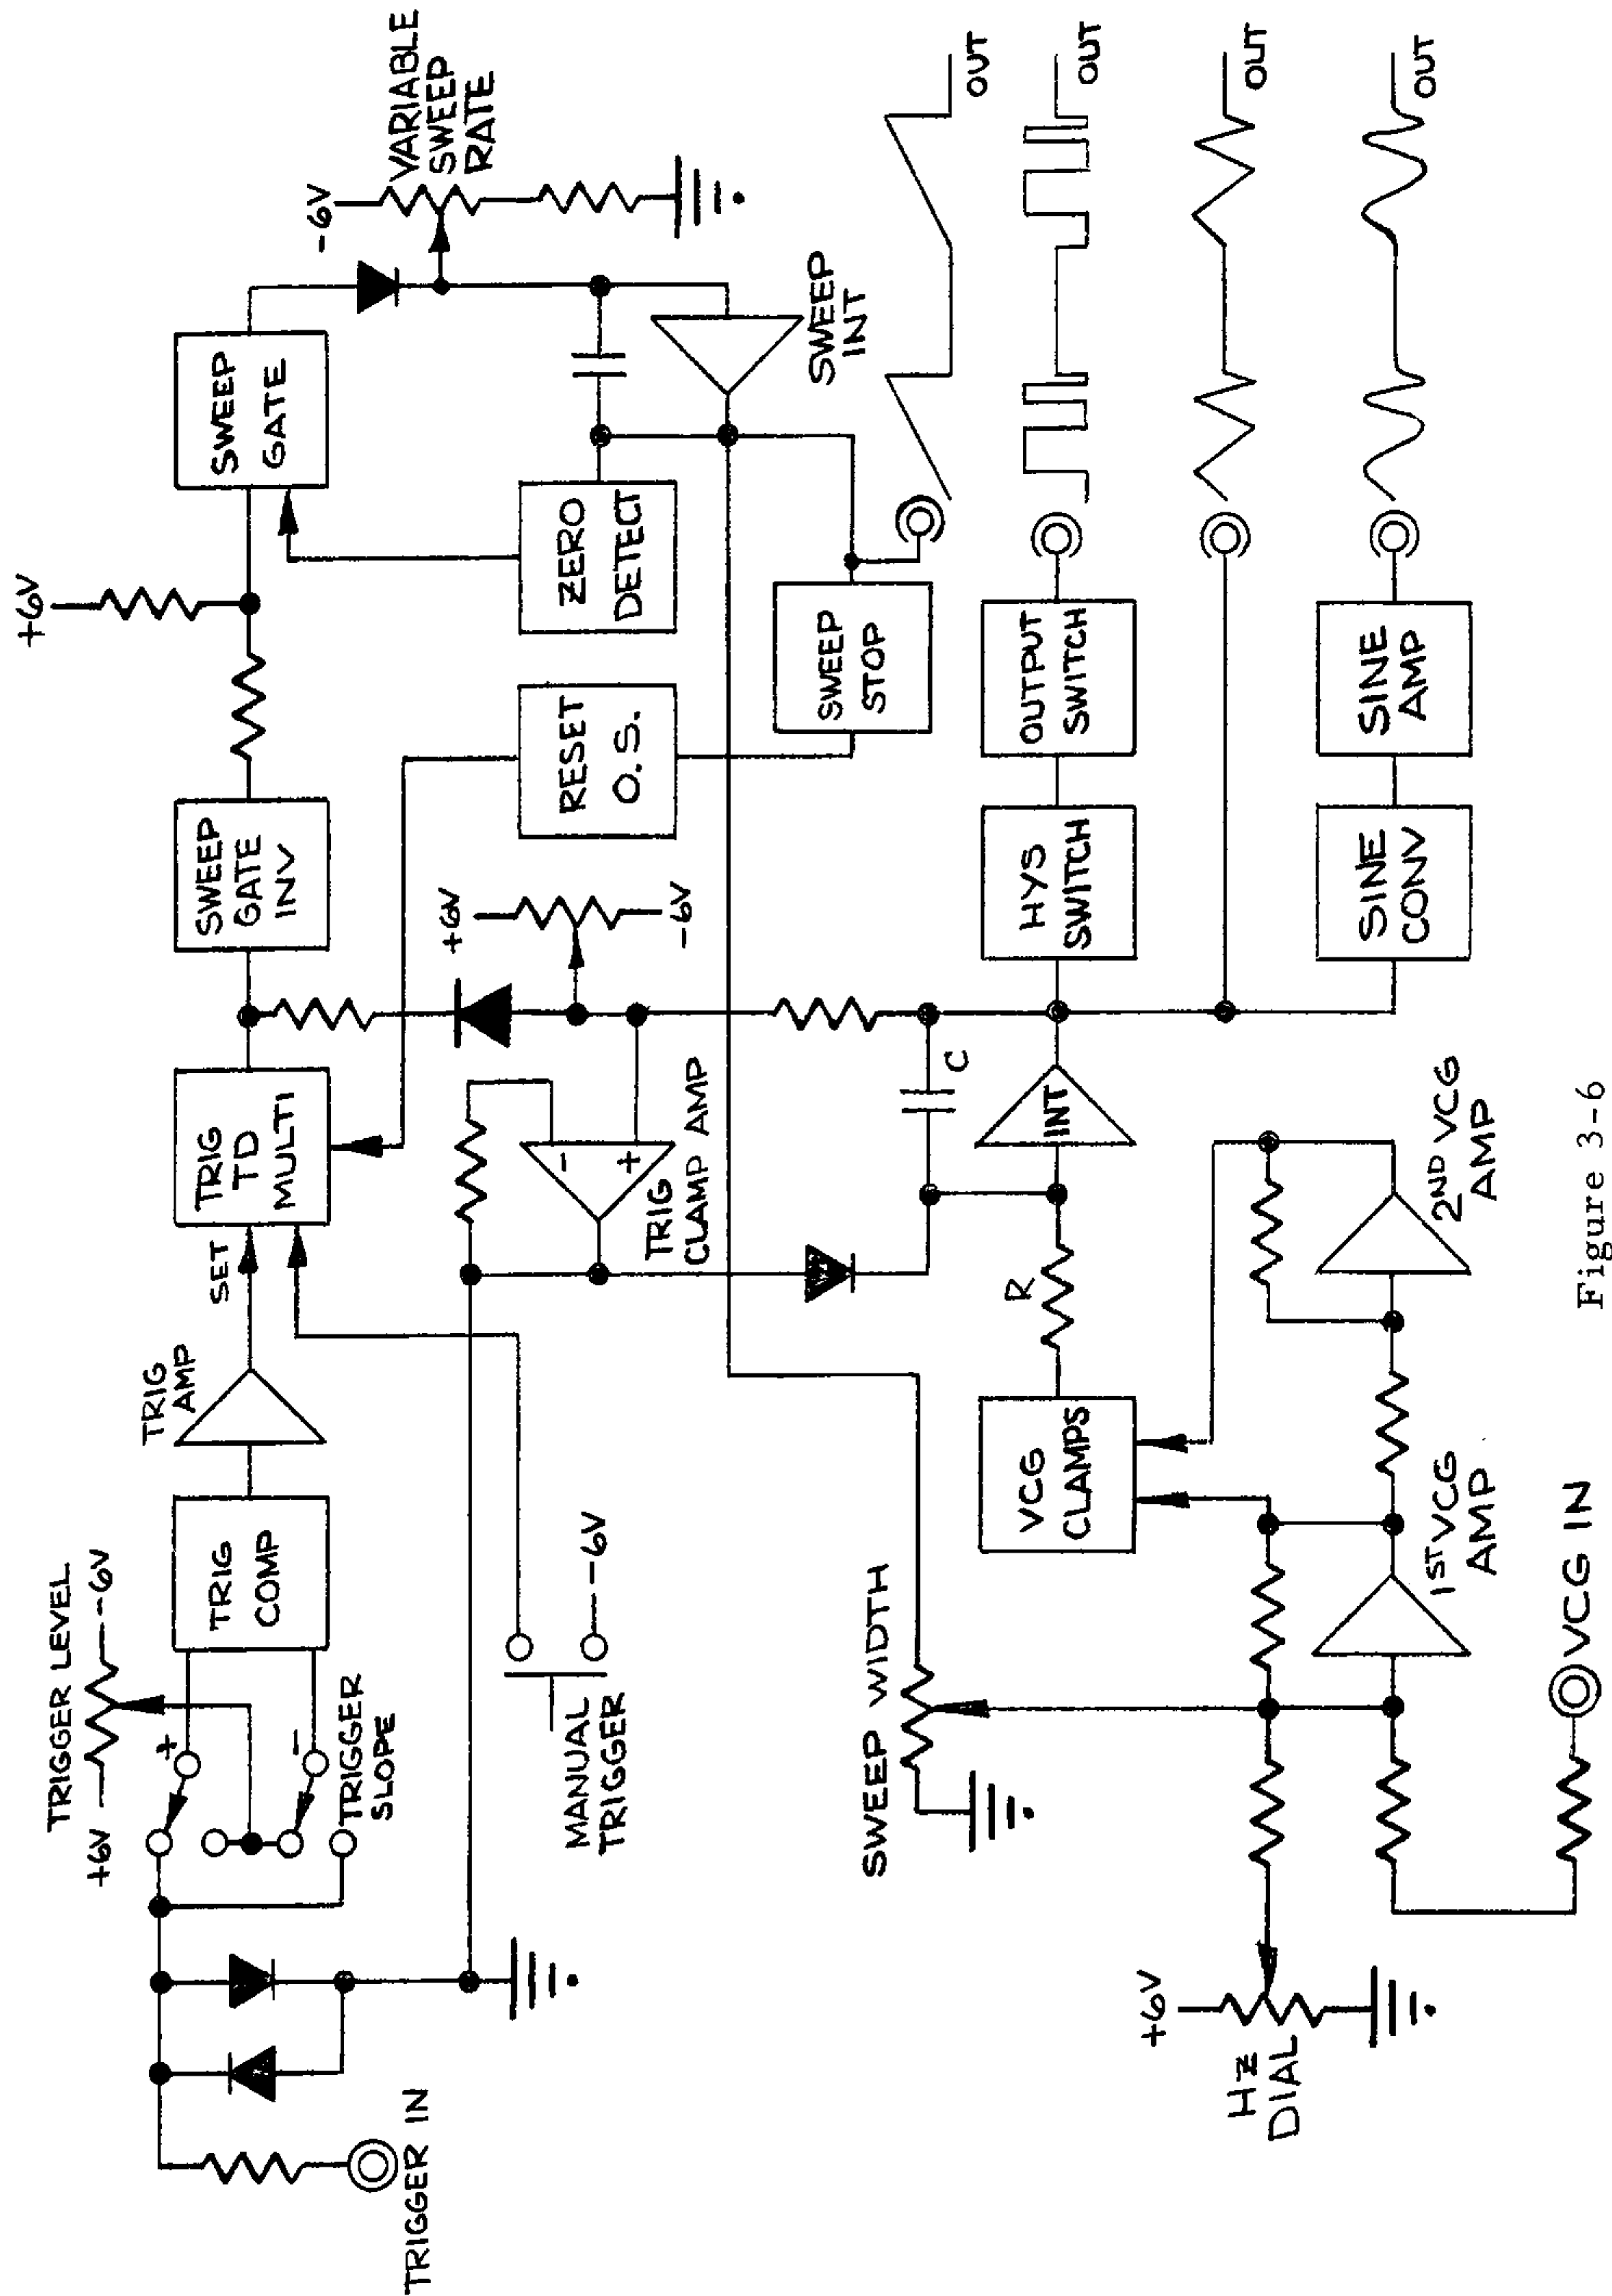 TRIGGER LEVEL
+6V
-6V
TRIGGER IN
+
-
TRIGGER
SLOPE
TRIG
COMP
TRIG
AMP
SET
TRIG
TD
MULTI
SWEEP
GATE
INV
+6V
SWEEP
GATE
-6V
VARIABLE
SWEEP
RATE
MANUAL
TRIGGER
-6V
-
+
TRIG
CLAMP AMP
+6V
-6V
RESET
O.S.
ZERO
DETECT
SWEEP
INT
SWEEP
STOP
OUT
SWEEP WIDTH
VCG
CLAMPS
R
C
INT
HYS
SWITCH
OUTPUT
SWITCH
OUT
OUT
+6V
Hz
DIAL
1ST VCG
AMP
2ND VCG
AMP
SINE
CONV
SINE
AMP
OUT
VCG IN
Figure 3-6